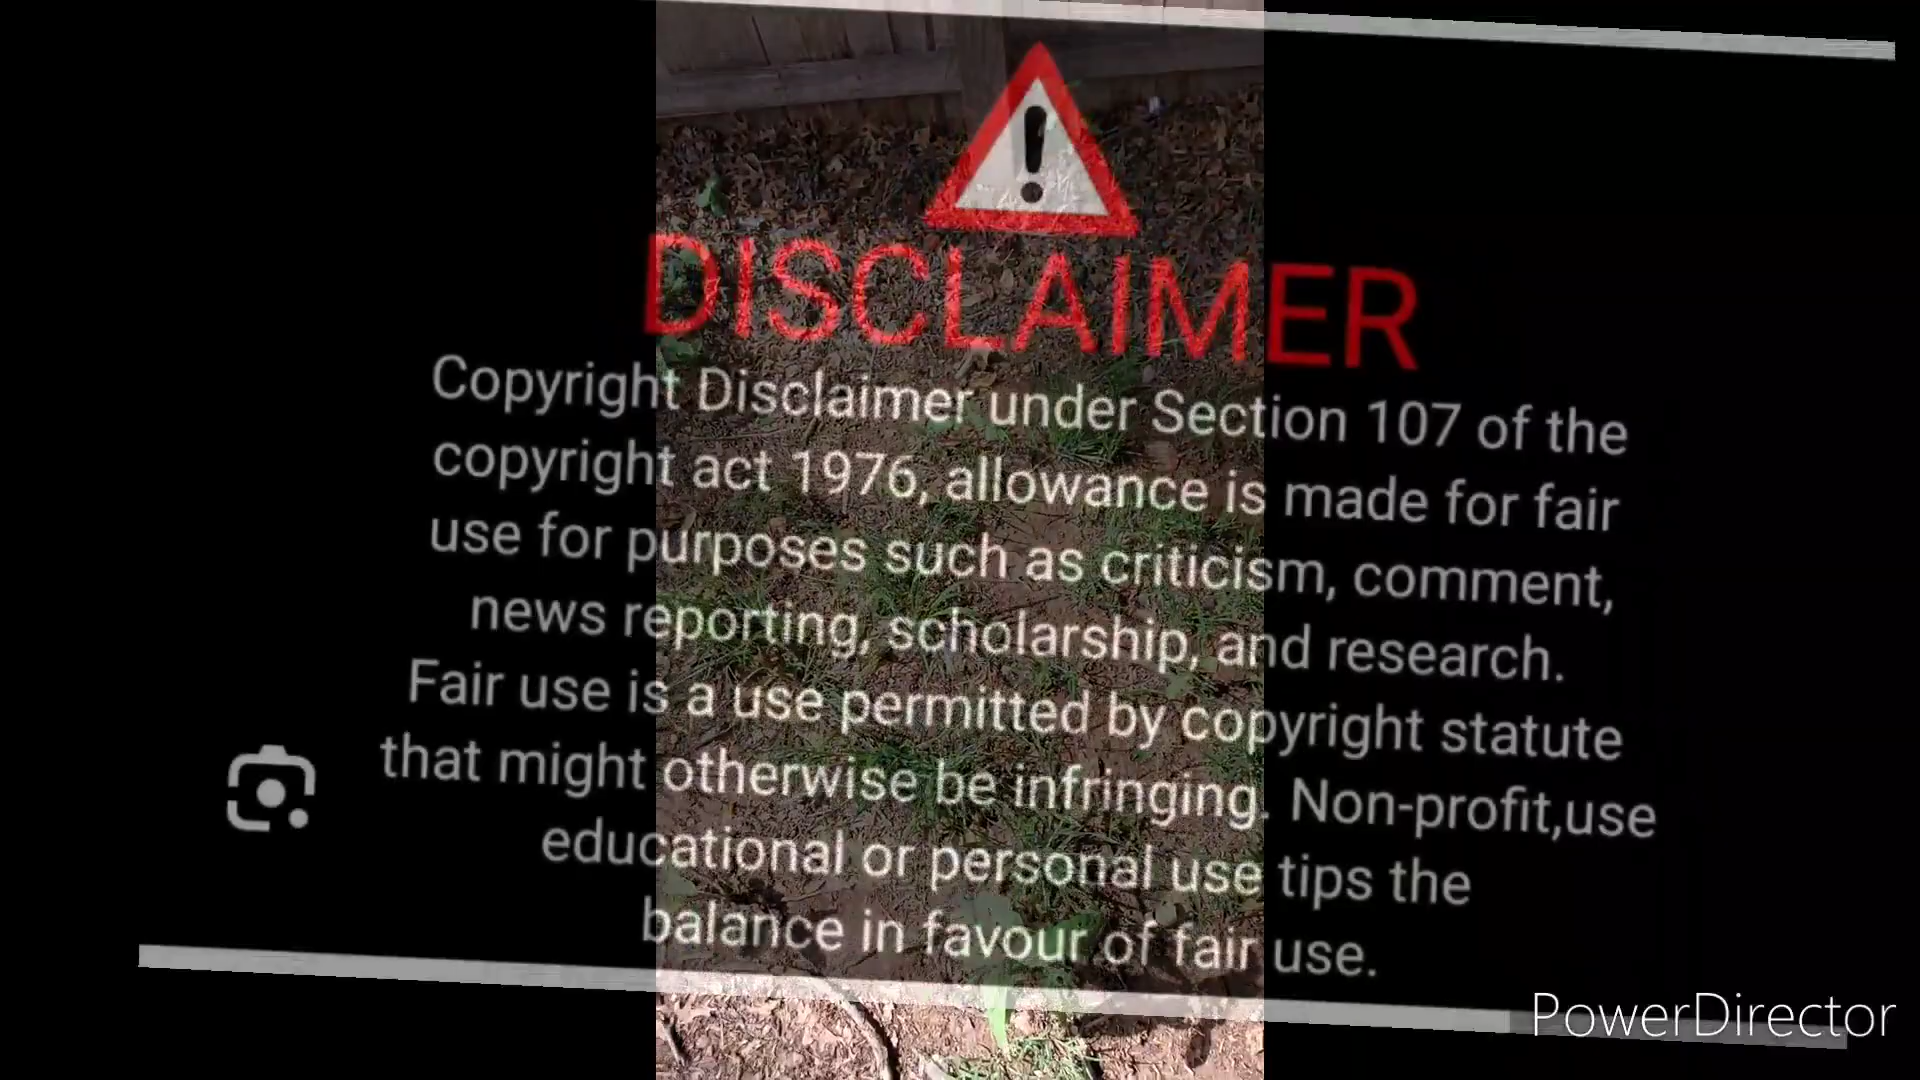 DISCLAIMER
Copyright Disclaimer under Section 107 of the
copyright act 1976, allowance is made for fair
use for purposes such as criticism, comment,
news reporting, scholarship, and research.
Fair use is a use permitted by copyright statute
that might otherwise be infringing. Non-profit,use
educational or personal use tips the
balance in favour of fair use.
PowerDirector